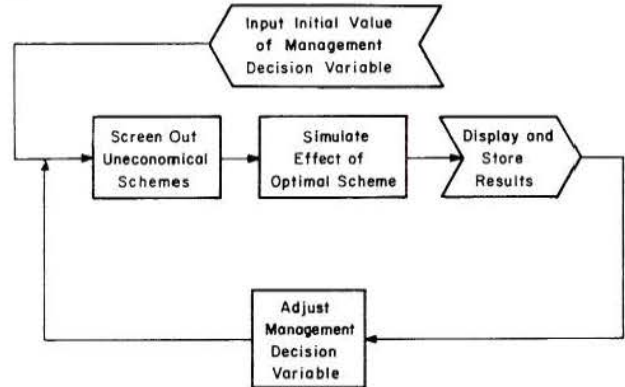 Input Initial Value
of Management
Decision Variable
Screen Out
Uneconomical
Schemes
Simulate
Effect of
Optimal Scheme
Display and
Store
Results
Adjust
Management
Decision
Variable